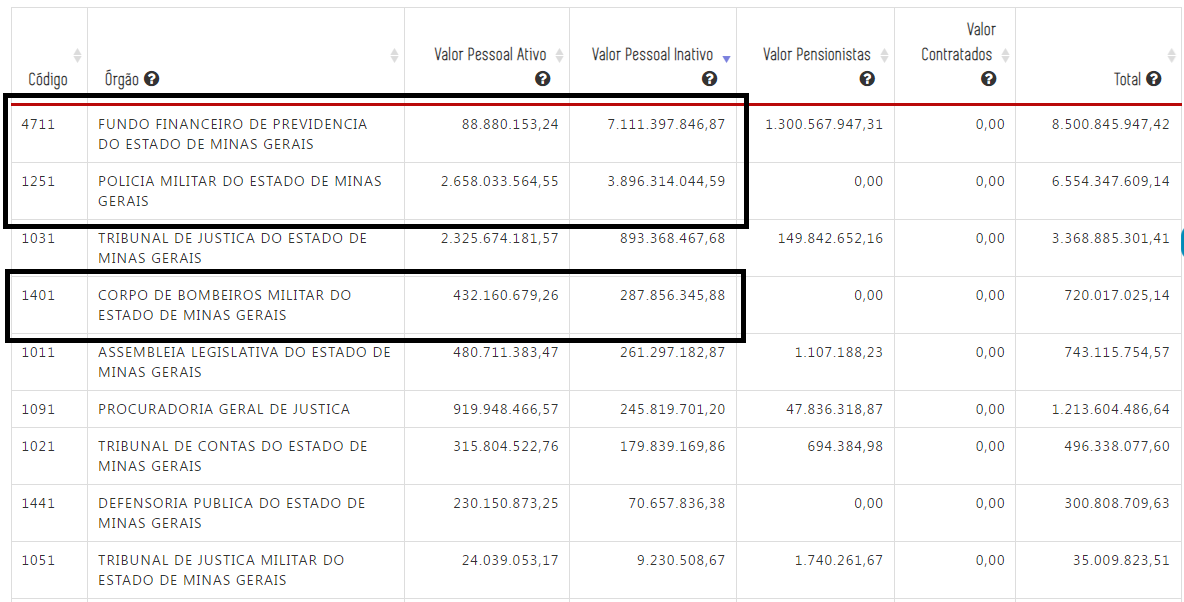 Código
Órgão ?
Valor Pessoal Ativo ?
Valor Pessoal Inativo ?
Valor Pensionistas ?
Valor
Contratados ?
Total ?
4711 FUNDO FINANCEIRO DE PREVIDENCIA 88.880.153,24 7.111.397.846,87 1.300.567.947,31 0,00 8.500.845.947,42
DO ESTADO DE MINAS GERAIS
1251 POLICIA MILITAR DO ESTADO DE MINAS 2.658.033.564,55 3.896.314.044,59 0,00 0,00 6.554.347.609,14
GERAIS
1031 TRIBUNAL DE JUSTICA DO ESTADO DE 2.325.674.181,57 893.368.467,68 149.842.652,16 0,00 3.368.885.301,41
MINAS GERAIS
1401 CORPO DE BOMBEIROS MILITAR DO 432.160.679,26 287.856.345,88 0,00 0,00 720.017.025,14
ESTADO DE MINAS GERAIS
1011 ASSEMBLEIA LEGISLATIVA DO ESTADO DE 480.711.383,47 261.297.182,87 1.107.188,23 0,00 743.115.754,57
MINAS GERAIS
1091 PROCURADORIA GERAL DE JUSTICA 919.948.466,57 245.819.701,20 47.836.318,87 0,00 1.213.604.486,64
1021 TRIBUNAL DE CONTAS DO ESTADO DE 315.804.522,76 179.839.169,86 694.384,98 0,00 496.338.077,60
MINAS GERAIS
1441 DEFENSORIA PUBLICA DO ESTADO DE 230.150.873,25 70.657.836,38 0,00 0,00 300.808.709,63
MINAS GERAIS
1051 TRIBUNAL DE JUSTICA MILITAR DO 24.039.053,17 9.230.508,67 1.740.261,67 0,00 35.009.823,51
ESTADO DE MINAS GERAIS